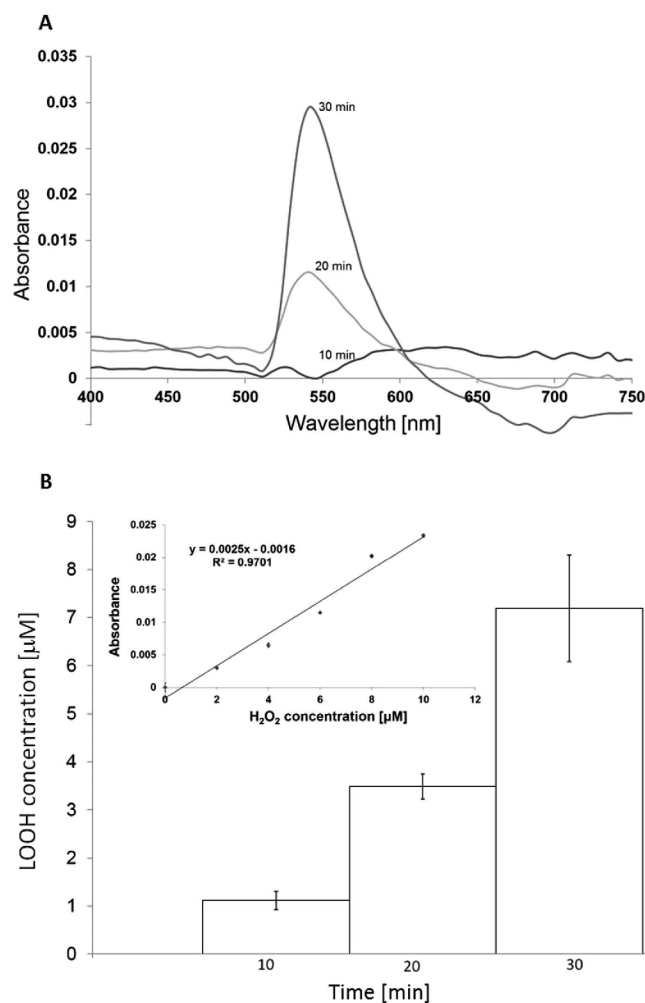 A
0.035
0.03
0.025
0.02
0.015
0.01
0.005
0
Absorbance
30 min
20 min
10 min
400 450 500 550 600 650 700 750
Wavelength [nm]
B
9
8
7
6
5
4
3
2
1
0
LOOH concentration [µM]
0.025
0.02
0.015
0.01
0.005
0
Absorbance
y = 0.0025x - 0.0016
R² = 0.9701
0 2 4 6 8 10 12
H₂O₂ concentration [µM]
10 20 30
Time [min]